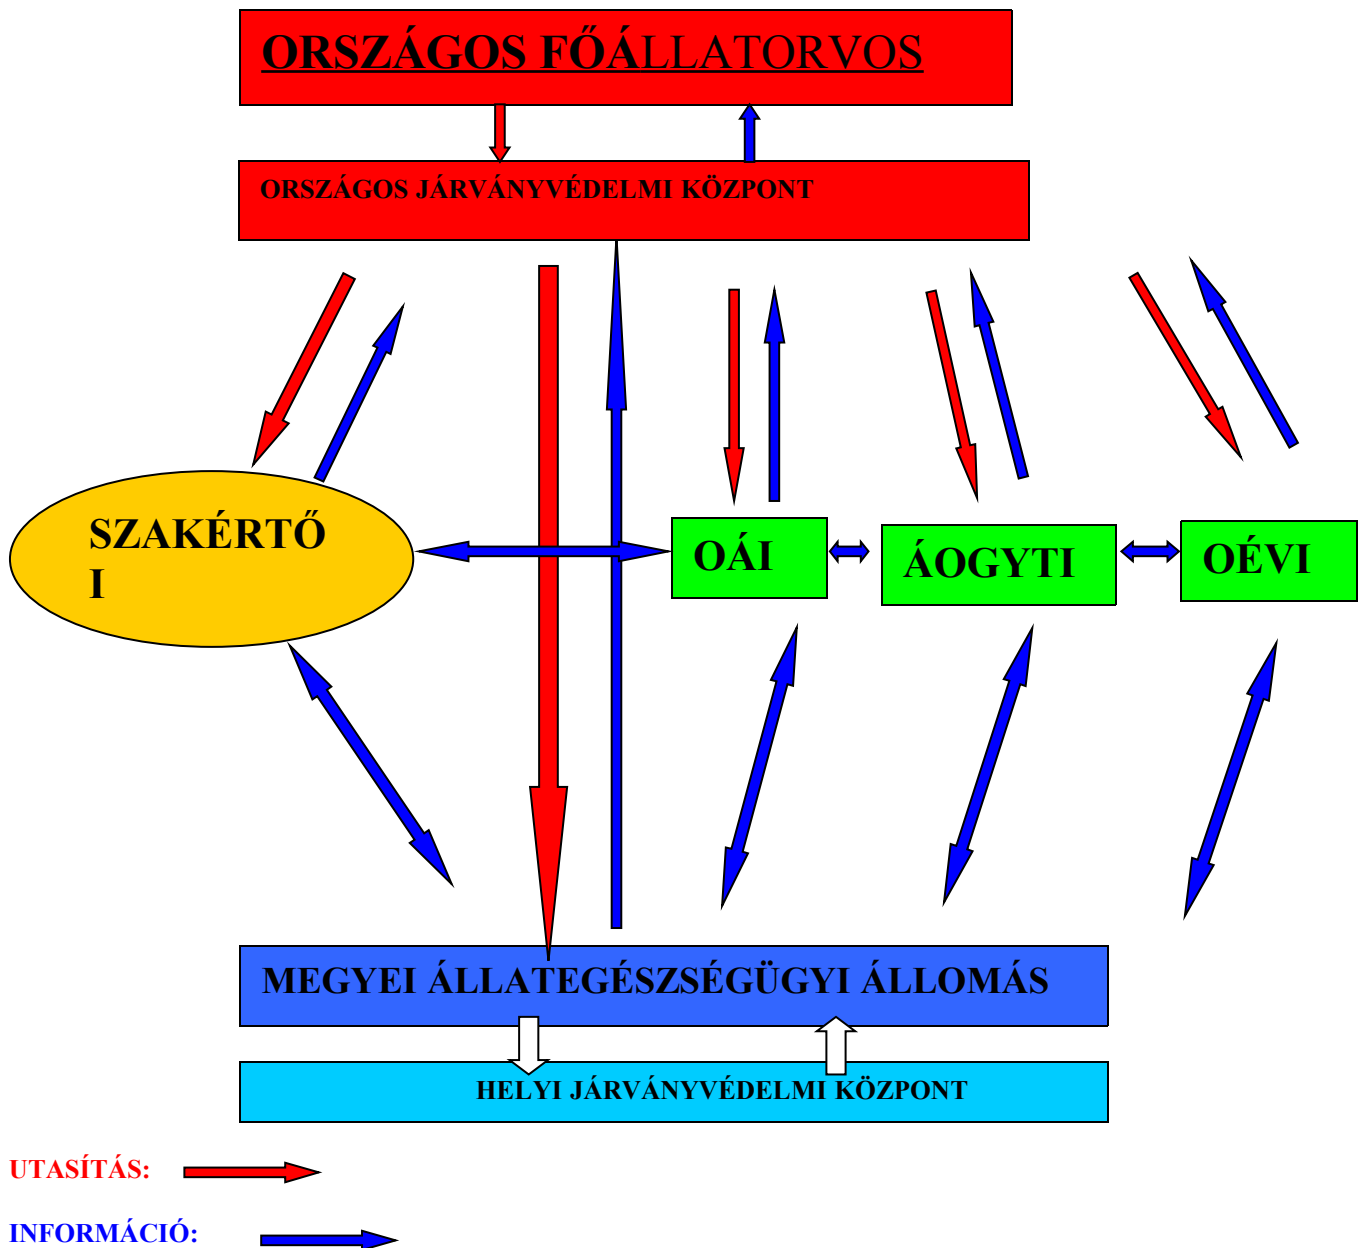 ORSZÁGOS FŐÁLLATORVOS
ORSZÁGOS JÁRVÁNYVÉDELMI KÖZPONT
SZAKÉRTŐ
I
OÁI
ÁOGYTI
OÉVI
MEGYEI ÁLLATEGÉSZSÉGÜGYI ÁLLOMÁS
HELYI JÁRVÁNYVÉDELMI KÖZPONT
UTASÍTÁS:
INFORMÁCIÓ: